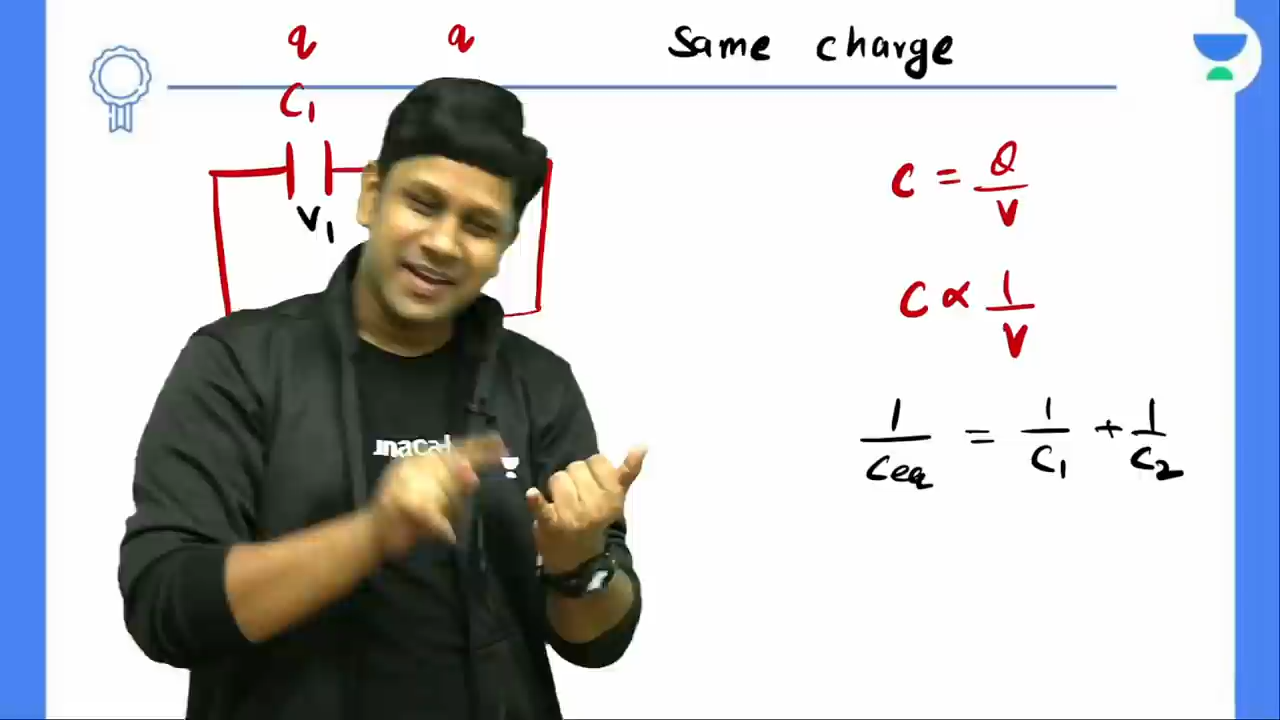 q q
Same charge
C₁
V₁
C = Q/V
C ∝ 1/V
1/Ceq = 1/C₁ + 1/C₂